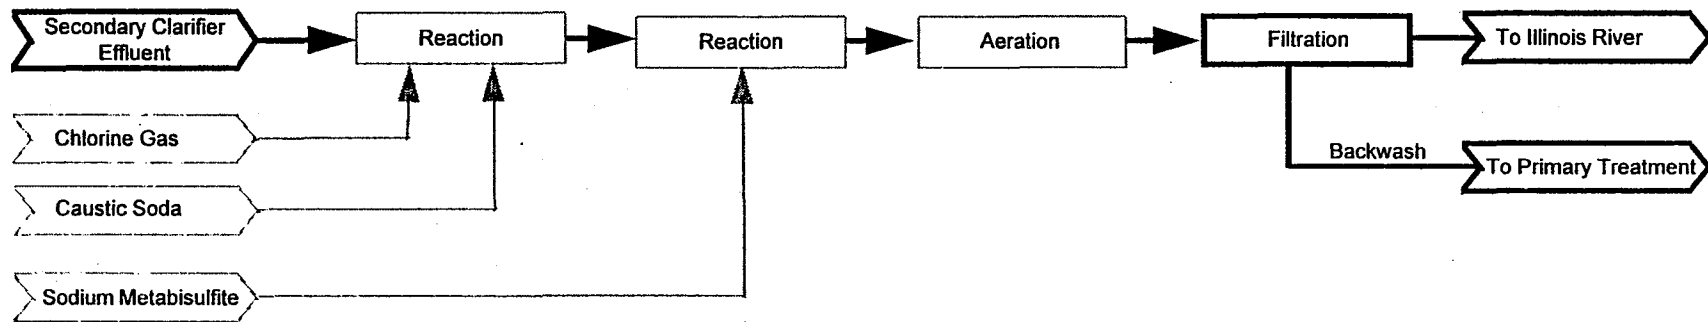 Secondary Clarifier
Effluent
Reaction
Reaction
Aeration
Filtration
To Illinois River
Chlorine Gas
Backwash
To Primary Treatment
Caustic Soda
Sodium Metabisulfite